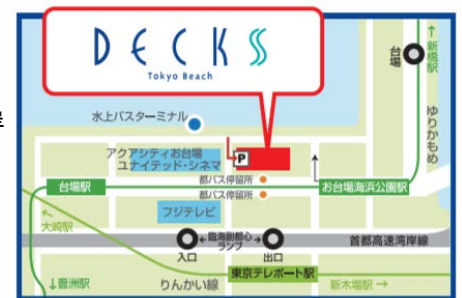 DECKS
Tokyo Beach
台場
↑新橋駅
ゆりかもめ
水上バスターミナル
アクアシティお台場
ユナイテッド・シネマ
P
都バス停留所
都バス停留所
台場駅
お台場海浜公園駅
フジテレビ
大崎駅
入口
←臨海副都心→
ランプ
出口
首都高速湾岸線
東京テレポート駅
↓豊洲駅
りんかい線
新木場駅→